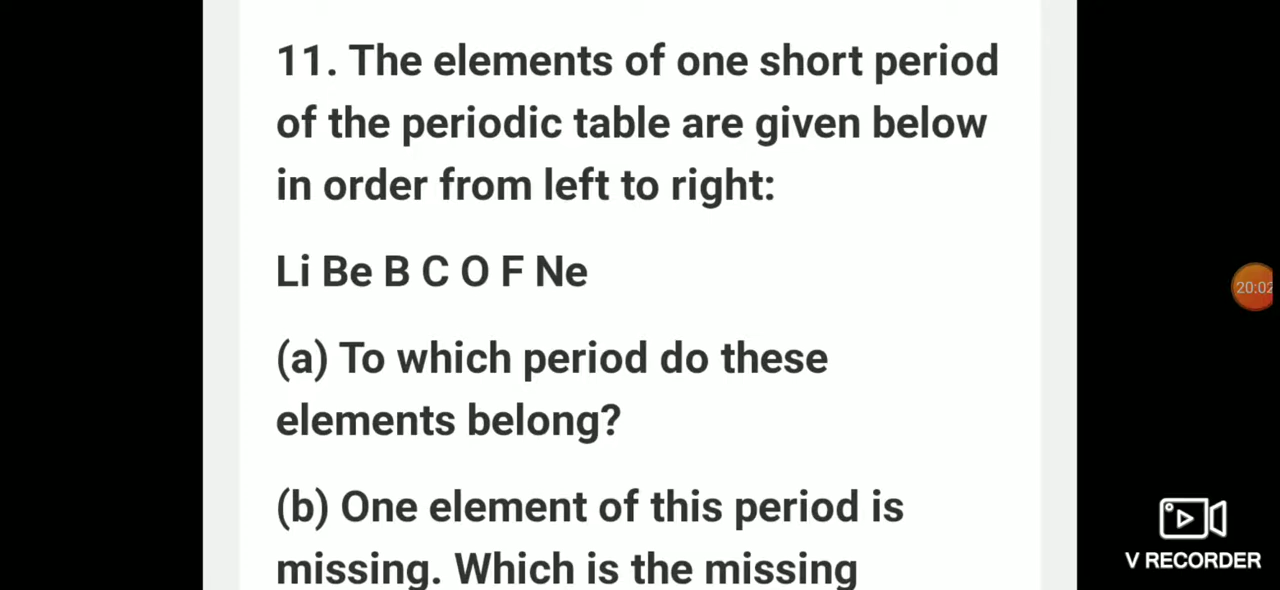 11. The elements of one short period
of the periodic table are given below
in order from left to right:
Li Be B C O F Ne
(a) To which period do these
elements belong?
(b) One element of this period is
missing. Which is the missing
20:02
V RECORDER